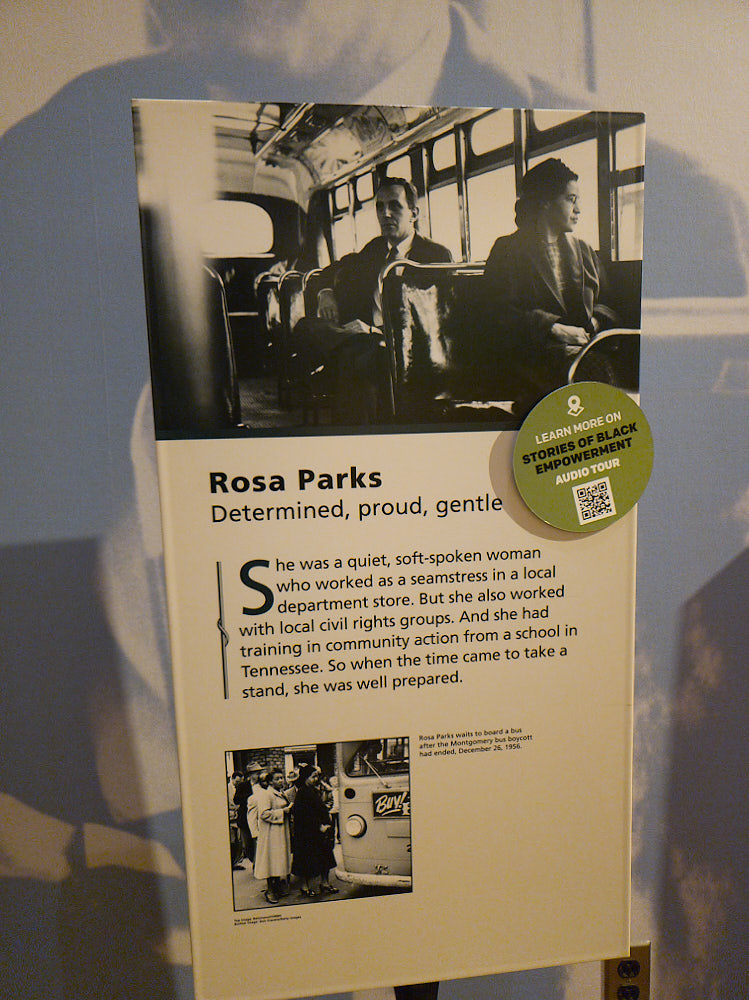 LEARN MORE ON
STORIES OF BLACK
EMPOWERMENT
AUDIO TOUR
Rosa Parks
Determined, proud, gentle
She was a quiet, soft-spoken woman
who worked as a seamstress in a local
department store. But she also worked
with local civil rights groups. And she had
training in community action from a school in
Tennessee. So when the time came to take a
stand, she was well prepared.
Rosa Parks waits to board a bus
after the Montgomery bus boycott
had ended, December 26, 1956.
Buy!
Top image: Bettmann/CORBIS